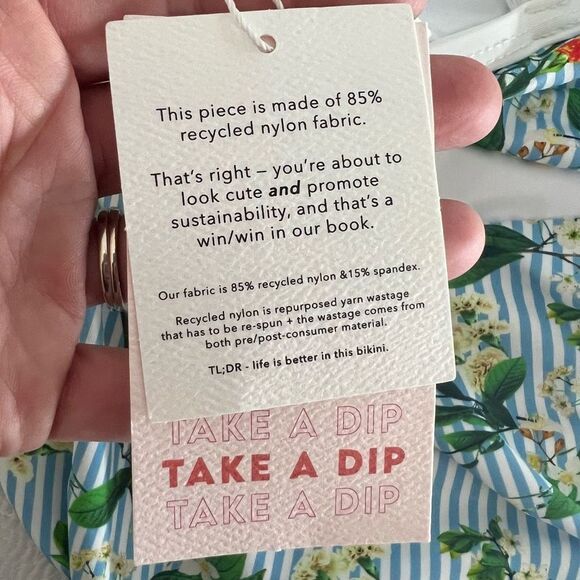 This piece is made of 85%
recycled nylon fabric.
That's right – you're about to
look cute and promote
sustainability, and that's a
win/win in our book.
Our fabric is 85% recycled nylon &15% spandex.
Recycled nylon is repurposed yarn wastage
that has to be re-spun + the wastage comes from
both pre/post-consumer material.
TL;DR - life is better in this bikini.
TAKE A DIP
TAKE A DIP
TAKE A DIP